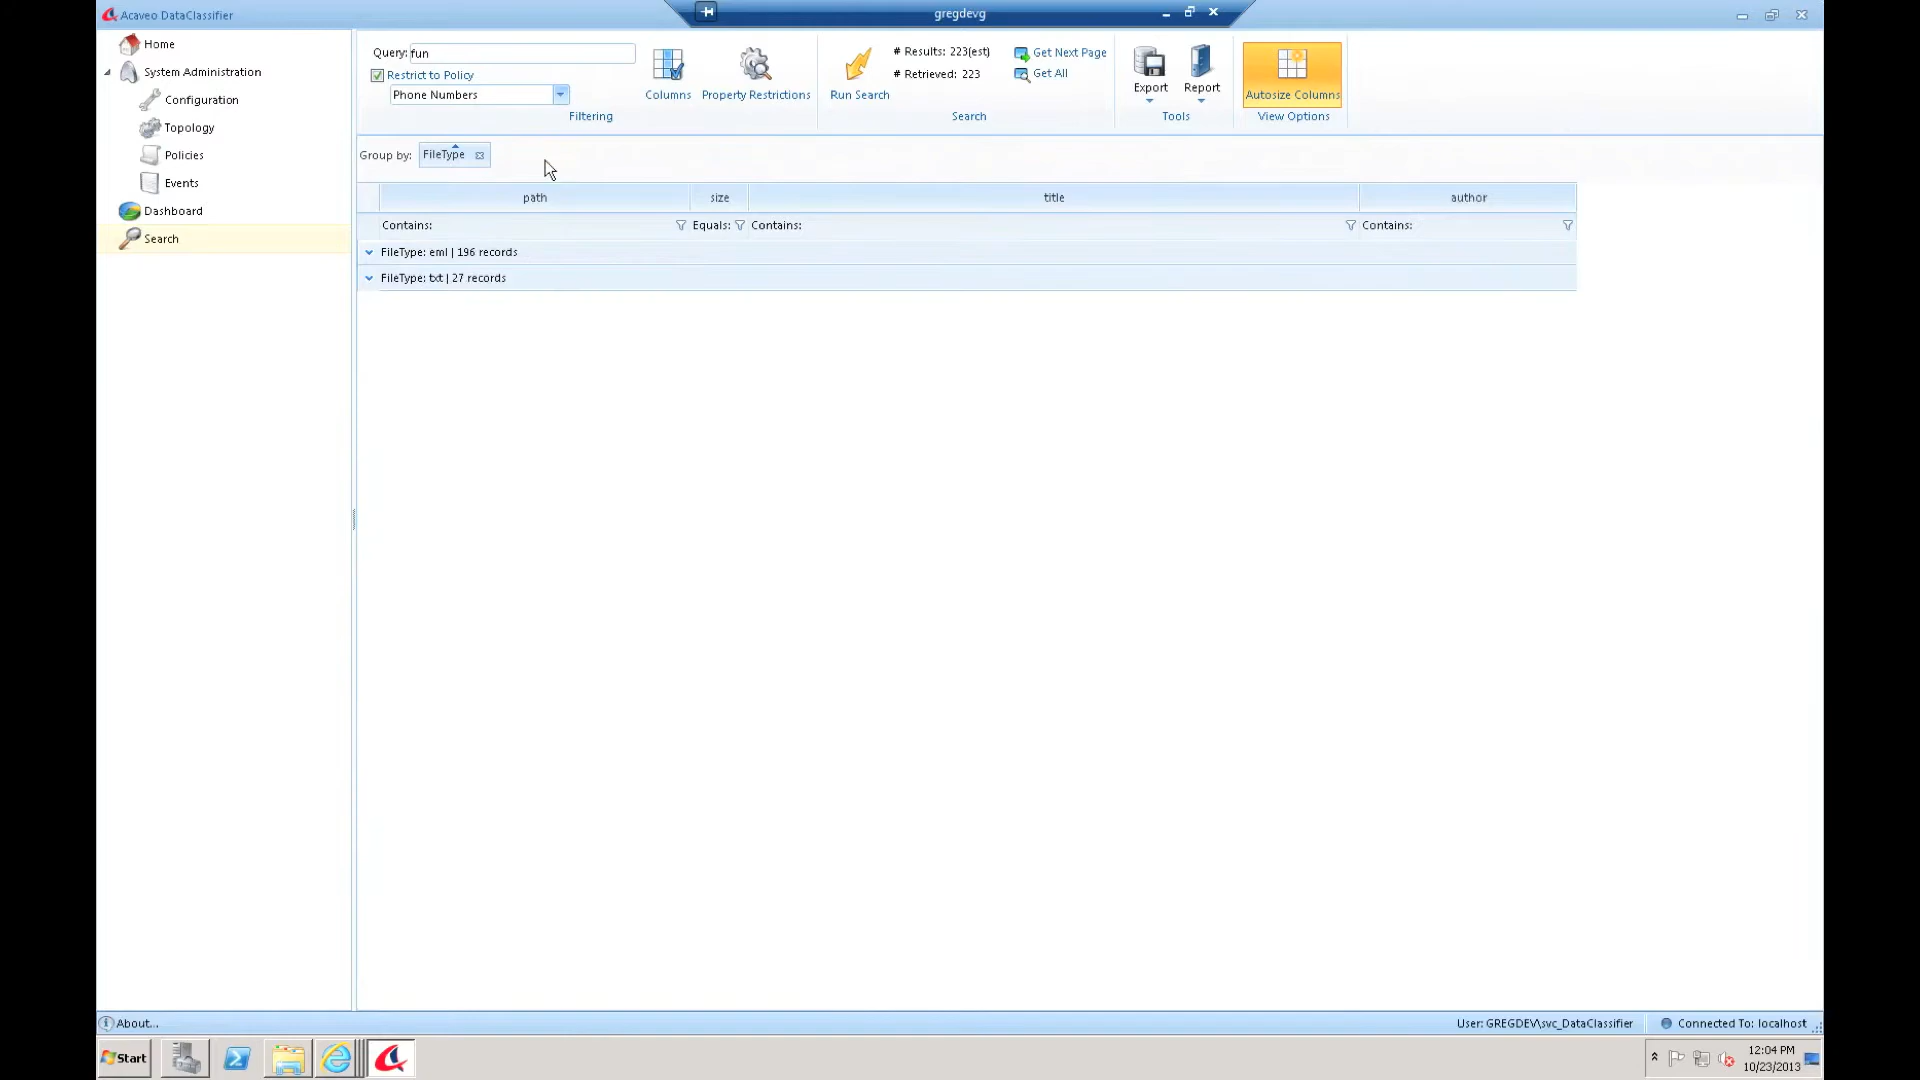 Acaveo DataClassifier
gregdevg
Home
System Administration
Configuration
Topology
Policies
Events
Dashboard
Search
Query: fun
Restrict to Policy
Phone Numbers
Columns
Property Restrictions
Filtering
Run Search
# Results: 223(est)
# Retrieved: 223
Get Next Page
Get All
Search
Export
Report
Tools
Autosize Columns
View Options
Group by: FileType
path size title author
Contains: Equals: Contains: Contains:
FileType: eml | 196 records
FileType: txt | 27 records
About...
User: GREGDEV\svc_DataClassifier
Connected To: localhost
Start
12:04 PM
10/23/2013